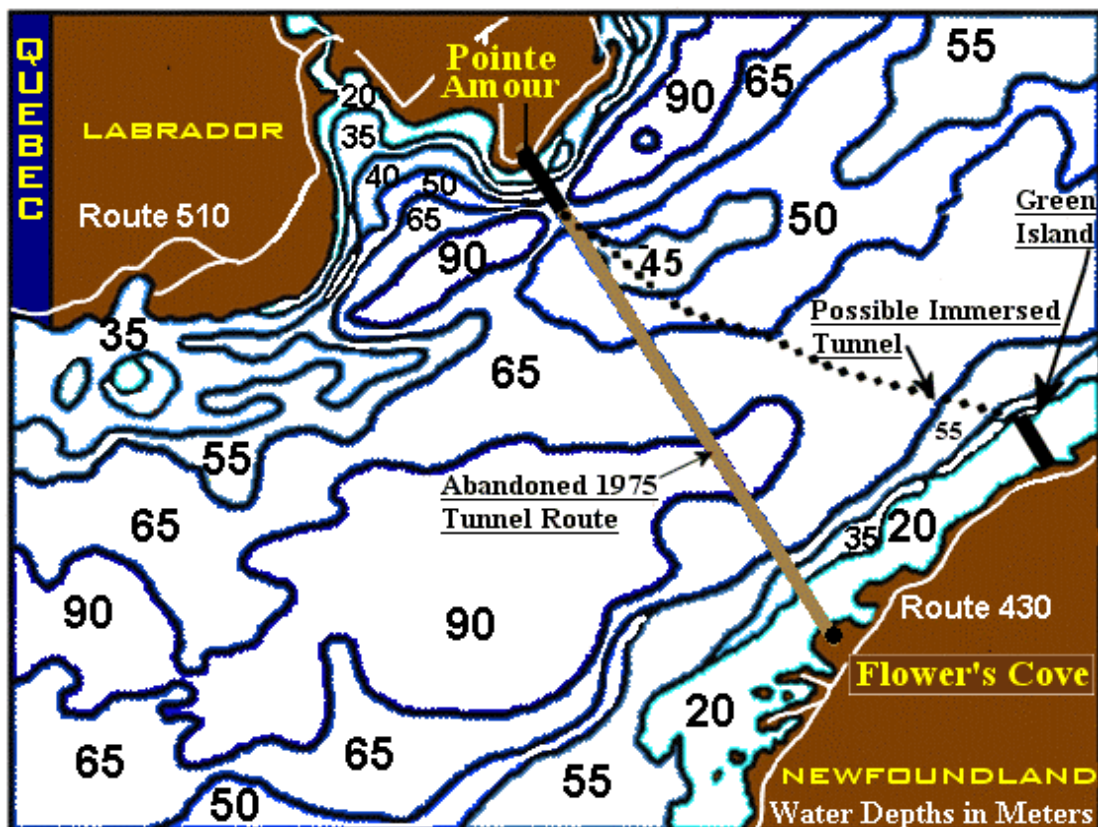 QUEBEC
Pointe
Amour
55
65
90
20
LABRADOR
35
40
50
65
Route 510
90
45
50
Green
Island
Possible Immersed
Tunnel
35
65
55
55
Abandoned 1975
Tunnel Route
65
35
20
90
90
Route 430
Flower's Cove
20
65
65
55
50
NEWFOUNDLAND
Water Depths in Meters